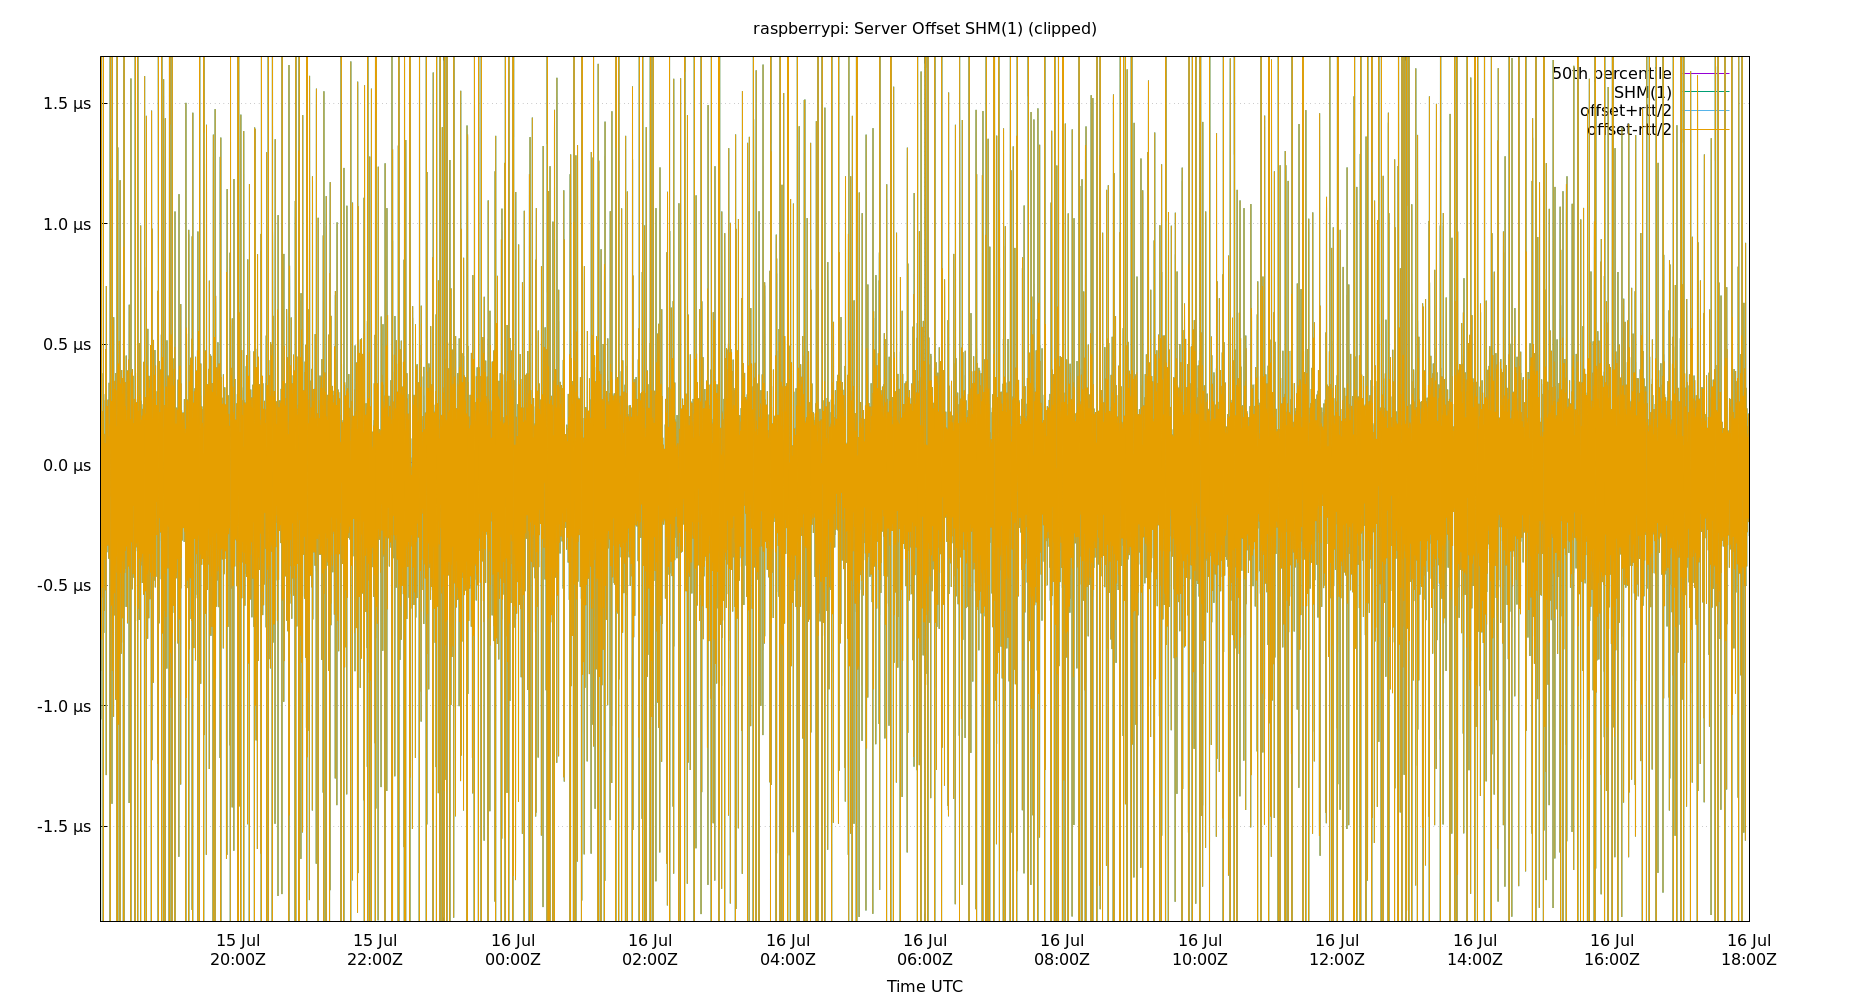 raspberrypi: Server Offset SHM(1) (clipped)
50th percentile
SHM(1)
offset+rtt/2
offset-rtt/2
1.5 µs
1.0 µs
0.5 µs
0.0 µs
-0.5 µs
-1.0 µs
-1.5 µs
15 Jul 15 Jul 16 Jul 16 Jul 16 Jul 16 Jul 16 Jul 16 Jul 16 Jul 16 Jul 16 Jul 16 Jul
20:00Z 22:00Z 00:00Z 02:00Z 04:00Z 06:00Z 08:00Z 10:00Z 12:00Z 14:00Z 16:00Z 18:00Z
Time UTC